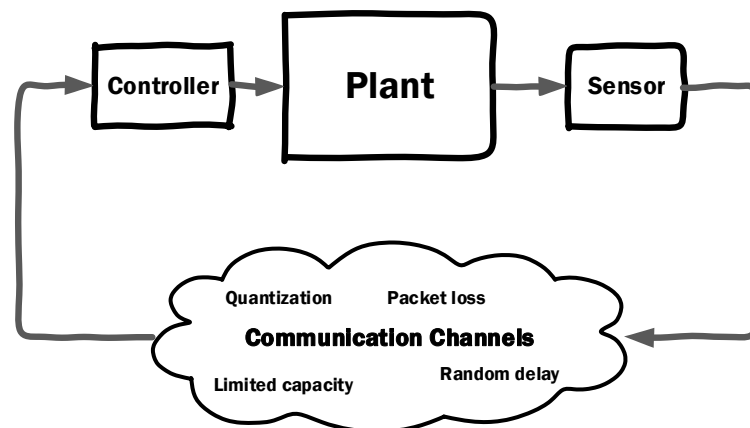 Controller
Plant
Sensor
Quantization
Packet loss
Communication Channels
Limited capacity
Random delay